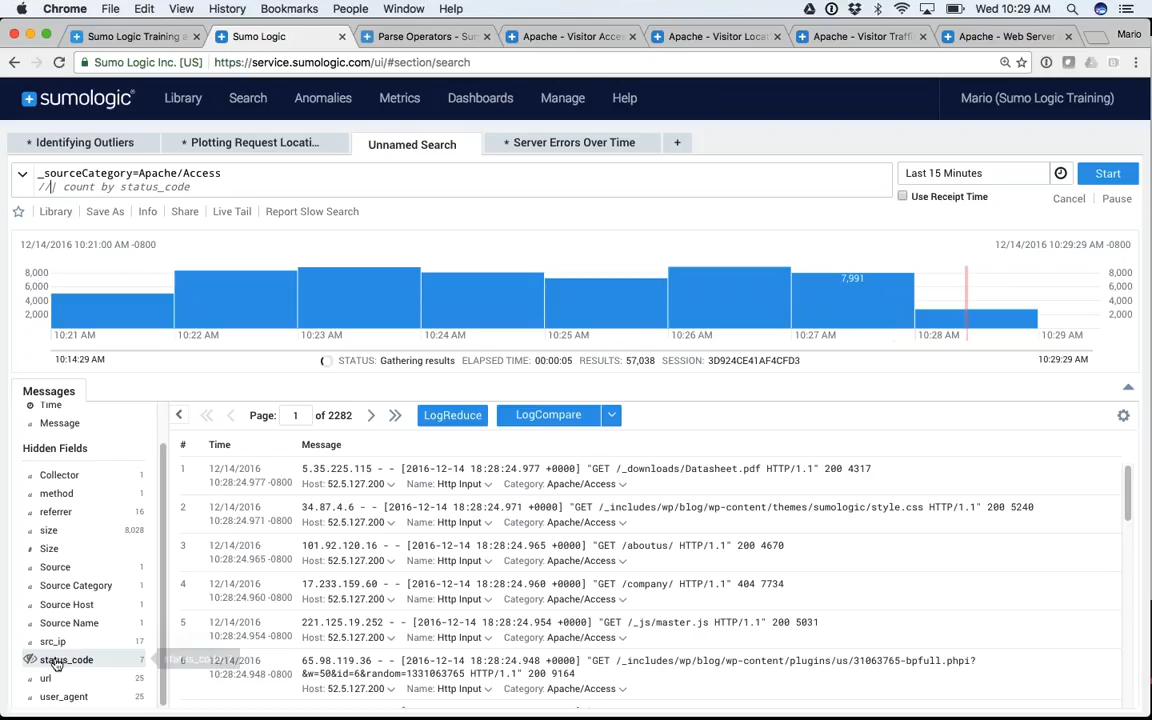 Chrome File Edit View History Bookmarks People Window Help Wed 10:29 AM
Sumo Logic Training a Sumo Logic Parse Operators - Sum Apache - Visitor Acces Apache - Visitor Locat Apache - Visitor Traffi Apache - Web Server Mario
Sumo Logic Inc. [US] https://service.sumologic.com/ui/#section/search
sumologic Library Search Anomalies Metrics Dashboards Manage Help Mario (Sumo Logic Training)
* Identifying Outliers * Plotting Request Locati... Unnamed Search * Server Errors Over Time +
_sourceCategory=Apache/Access Last 15 Minutes Start
//| count by status_code
Use Receipt Time Cancel Pause
Library Save As Info Share Live Tail Report Slow Search
12/14/2016 10:21:00 AM -0800 12/14/2016 10:29:29 AM -0800
8,000 7,991 8,000
6,000 6,000
4,000 4,000
2,000 2,000
10:21 AM 10:22 AM 10:23 AM 10:24 AM 10:25 AM 10:26 AM 10:27 AM 10:28 AM 10:29 AM
10:14:29 AM STATUS: Gathering results ELAPSED TIME: 00:00:05 RESULTS: 57,038 SESSION: 3D924CE41AF4CFD3 10:29:29 AM
Messages
Time
Message
Hidden Fields
Collector 1
method 1
referrer 16
size 8,028
Size
Source 1
Source Category 1
Source Host 1
Source Name 1
src_ip 17
status_code 7
url 25
user_agent 25
Page: 1 of 2282 LogReduce LogCompare
# Time Message
1 12/14/2016 5.35.225.115 - - [2016-12-14 18:28:24.977 +0000] "GET /_downloads/Datasheet.pdf HTTP/1.1" 200 4317
10:28:24.977 -0800 Host: 52.5.127.200 Name: Http Input Category: Apache/Access
2 12/14/2016 34.87.4.6 - - [2016-12-14 18:28:24.971 +0000] "GET /_includes/wp/blog/wp-content/themes/sumologic/style.css HTTP/1.1" 200 5240
10:28:24.971 -0800 Host: 52.5.127.200 Name: Http Input Category: Apache/Access
3 12/14/2016 101.92.120.16 - - [2016-12-14 18:28:24.965 +0000] "GET /aboutus/ HTTP/1.1" 200 4670
10:28:24.965 -0800 Host: 52.5.127.200 Name: Http Input Category: Apache/Access
4 12/14/2016 17.233.159.60 - - [2016-12-14 18:28:24.960 +0000] "GET /company/ HTTP/1.1" 404 7734
10:28:24.960 -0800 Host: 52.5.127.200 Name: Http Input Category: Apache/Access
5 12/14/2016 221.125.19.252 - - [2016-12-14 18:28:24.954 +0000] "GET /_js/master.js HTTP/1.1" 200 5031
10:28:24.954 -0800 Host: 52.5.127.200 Name: Http Input Category: Apache/Access
6 12/14/2016 65.98.119.36 - - [2016-12-14 18:28:24.948 +0000] "GET /_includes/wp/blog/wp-content/plugins/us/31063765-bpfull.phpi?
10:28:24.948 -0800 &w=50&id=6&random=1331063765 HTTP/1.1" 200 9164
Host: 52.5.127.200 Name: Http Input Category: Apache/Access